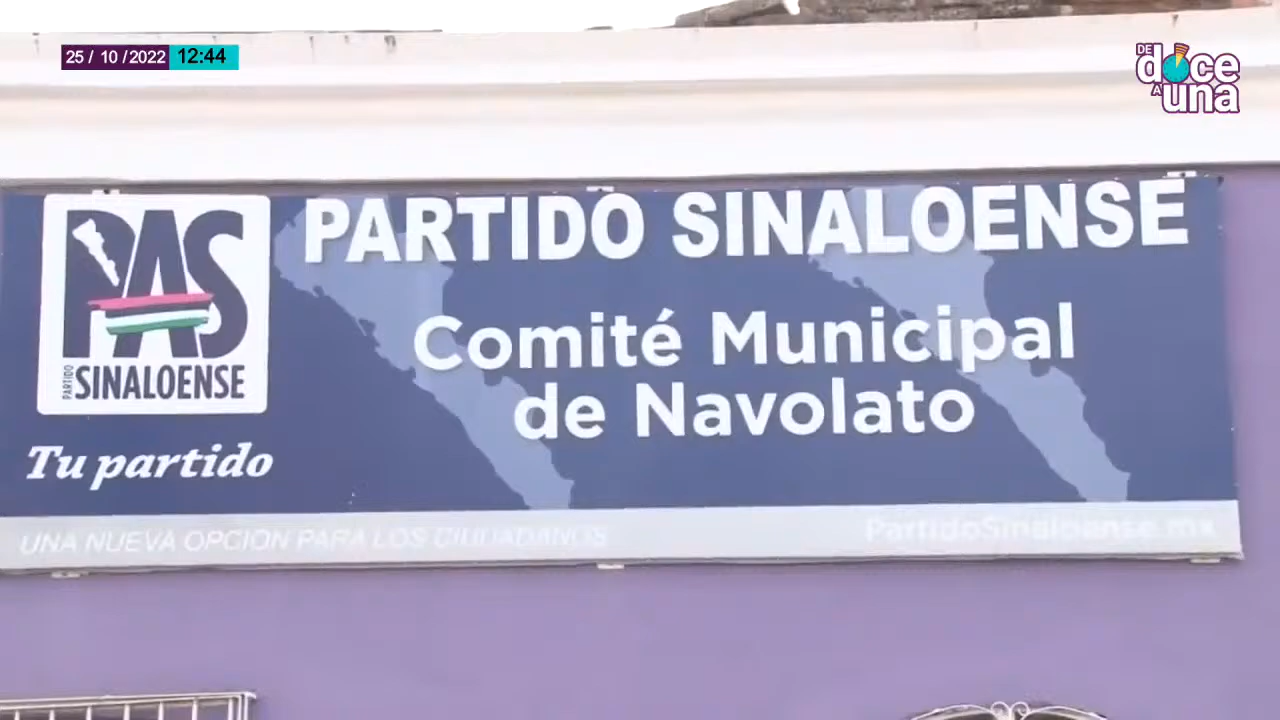 25 / 10 /2022 12:44
DE doce A una
PAS
PARTIDO SINALOENSE
Tu partido
PARTIDO SINALOENSE
Comité Municipal
de Navolato
UNA NUEVA OPCION PARA LOS CIUDADANOS
PartidoSinaloense.mx